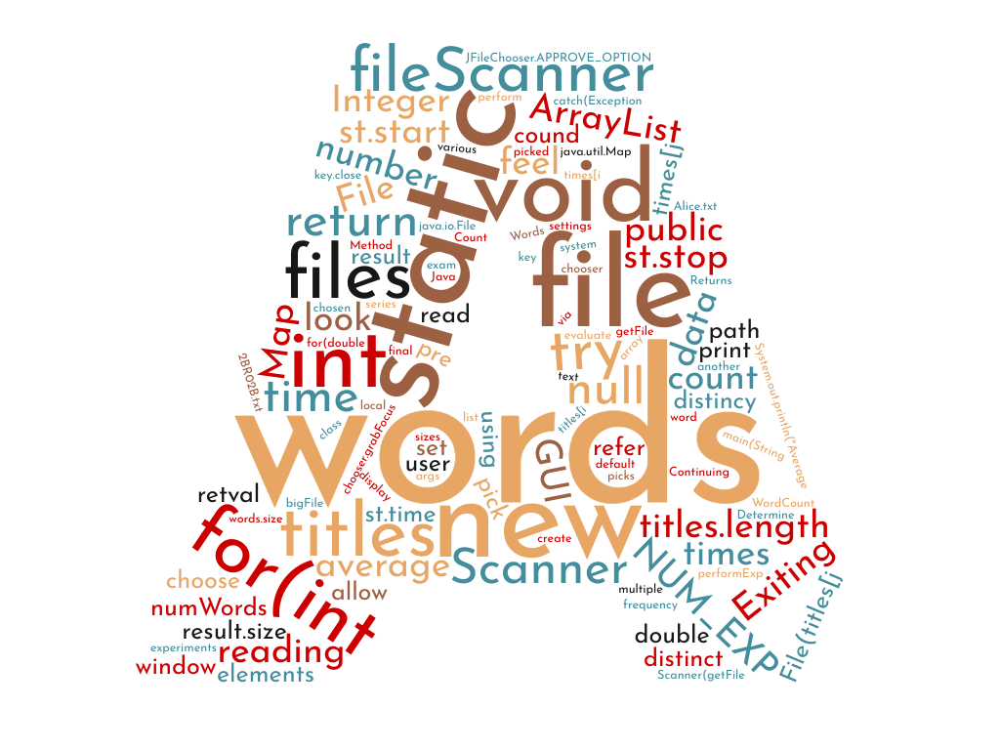 JFileChooser.APPROVE_OPTION
fileScanner
Integer
perform
catch(Exception
ArrayList
st.start
static
cound
number
various
picked
java.util.Map
feel
times[i
times[j
key.close
File
void
Alice.txt
return
java.io.File
Count
Words
settings
public
Method
result
exam
Java
key
system
chooser
file
st.stop
files
Returns
chosen
series
look
read
via
data
Map
for(double
final
pre
evaluate
getFile
path
print
int
try
array
another
2BR02B.txt
text
null
count
System.out.println("Average
time
local
distincy
words
class
chooser.grabFocus
list
using
titles[j
word
sizes
set
user
args
GUI
refer
default
picks
main(String
Continuing
display
pick
retval
bigFile
st.time
new
WordCount
Determine
words.size
titles
create
titles.length
for(int
average
Scanner
NUM_EXP
times
performExp
Exiting
choose
allow
multiple
frequency
File(titles[j
numWords
result.size
double
experiments
reading
distinct
window
elements
Scanner(getFile